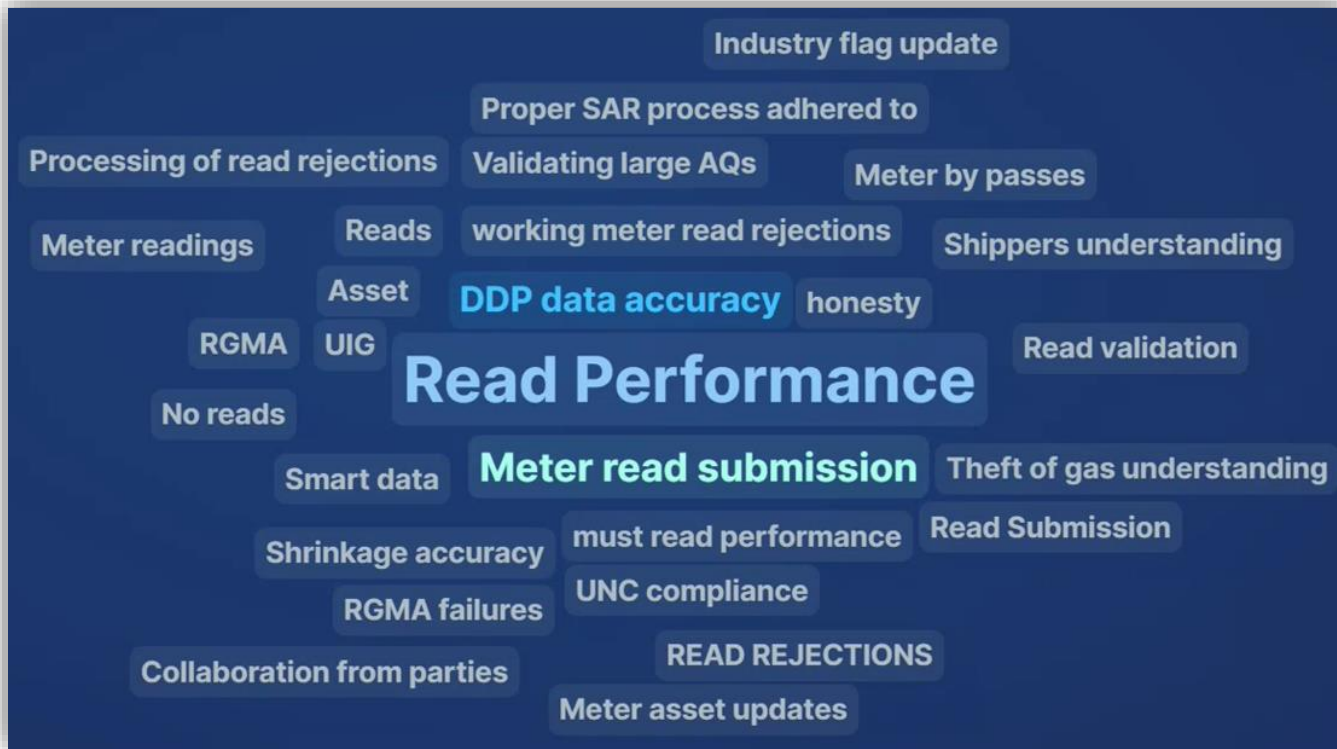 Industry flag update
Proper SAR process adhered to
Processing of read rejections
Validating large AQs
Meter by passes
Meter readings
Reads
working meter read rejections
Shippers understanding
Asset
DDP data accuracy
honesty
RGMA
UIG
Read Performance
Read validation
No reads
Smart data
Meter read submission
Theft of gas understanding
Shrinkage accuracy
must read performance
Read Submission
RGMA failures
UNC compliance
Collaboration from parties
READ REJECTIONS
Meter asset updates